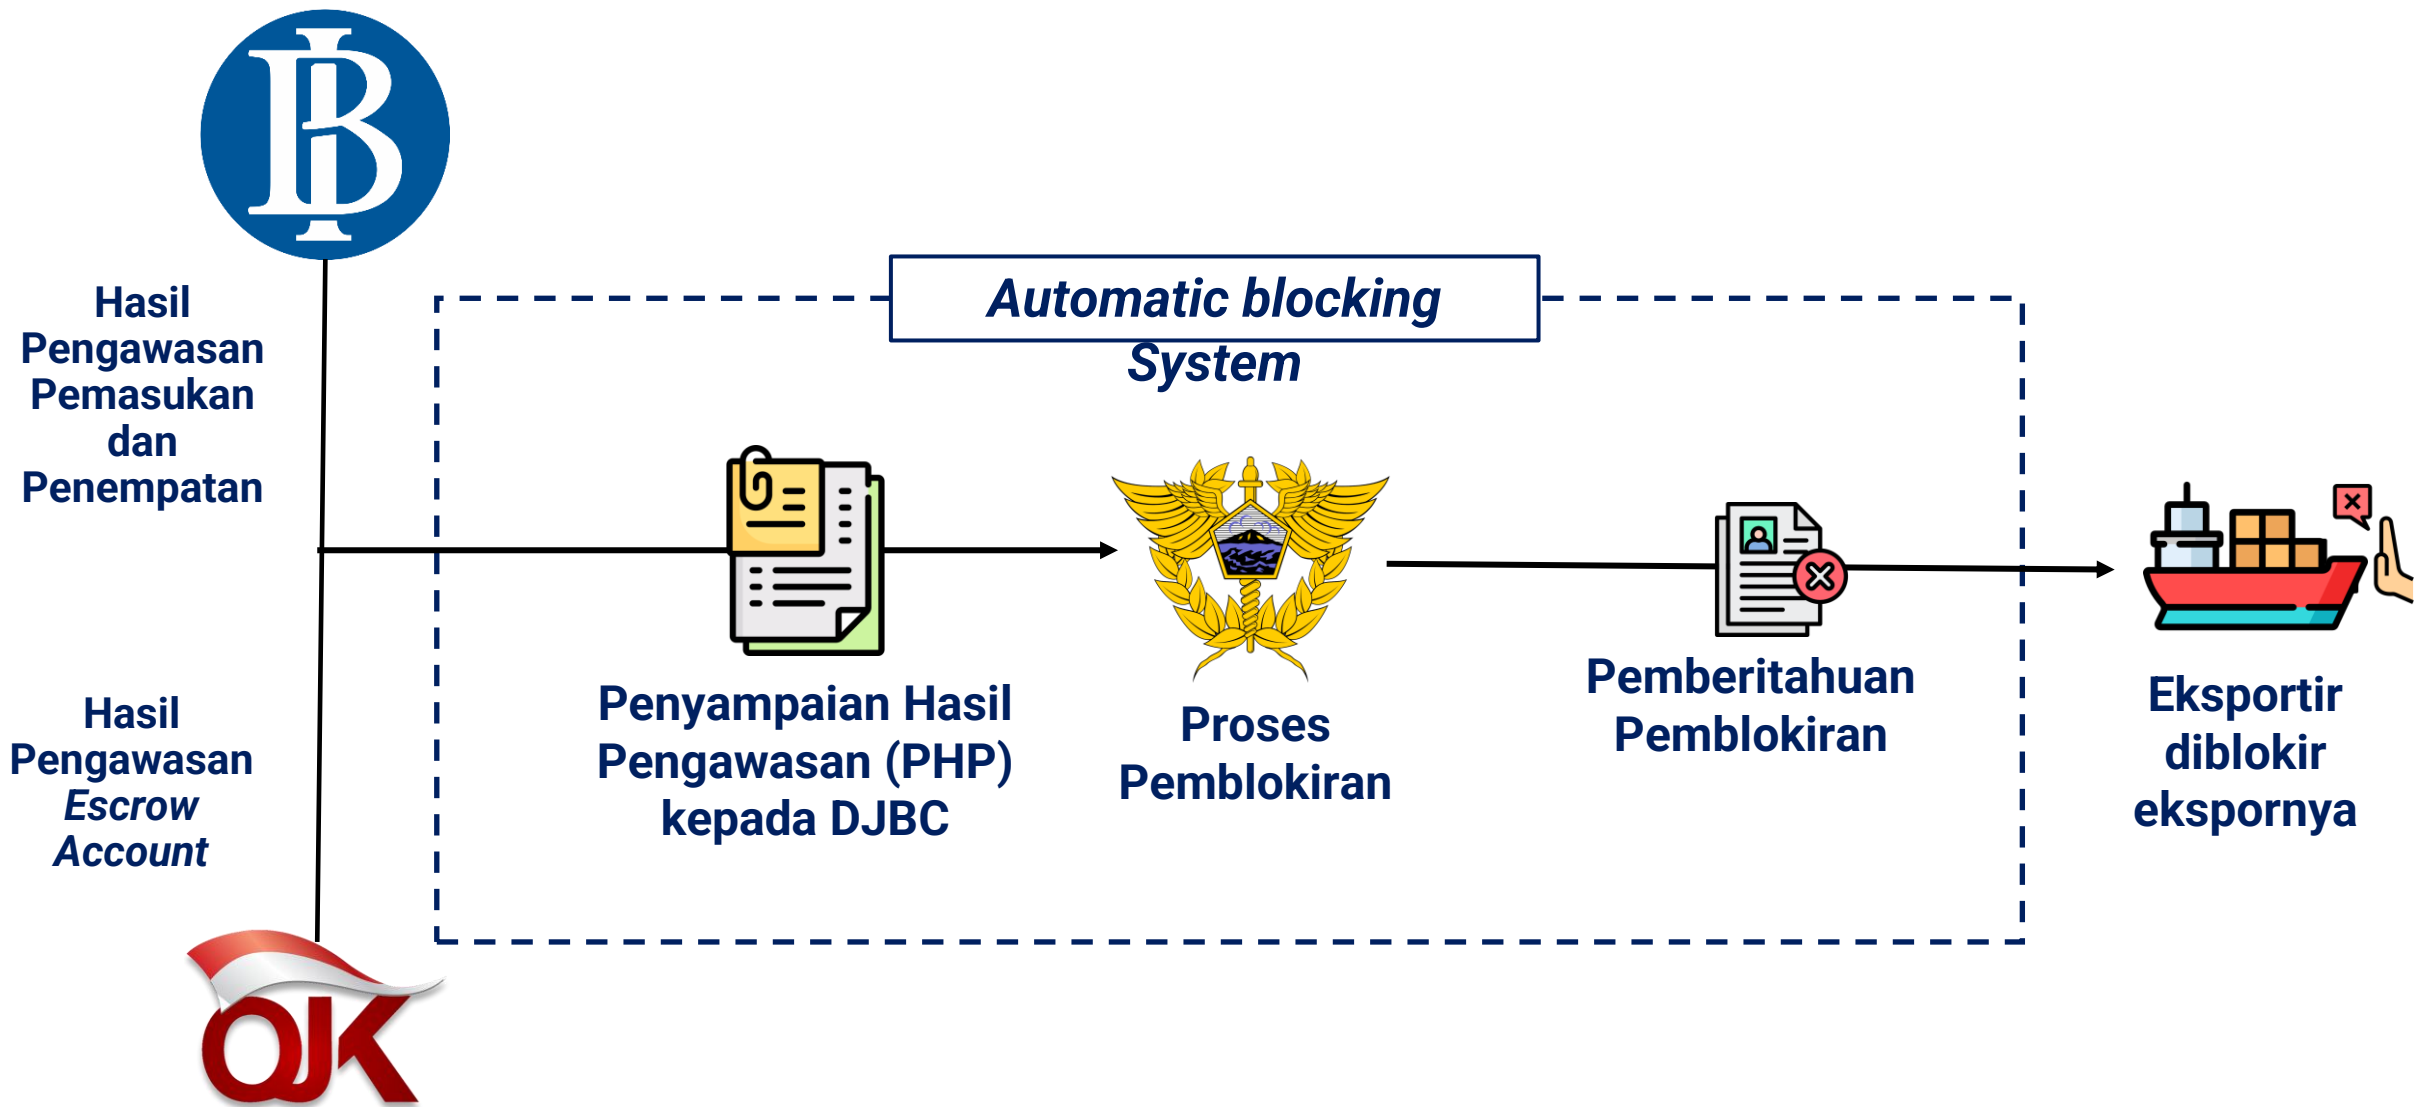 BI
Hasil
Pengawasan
Pemasukan
dan
Penempatan
Automatic blocking
System
Penyampaian Hasil
Pengawasan (PHP)
kepada DJBC
Proses
Pemblokiran
Pemberitahuan
Pemblokiran
Eksportir
diblokir
ekspornya
Hasil
Pengawasan
Escrow
Account
OJK